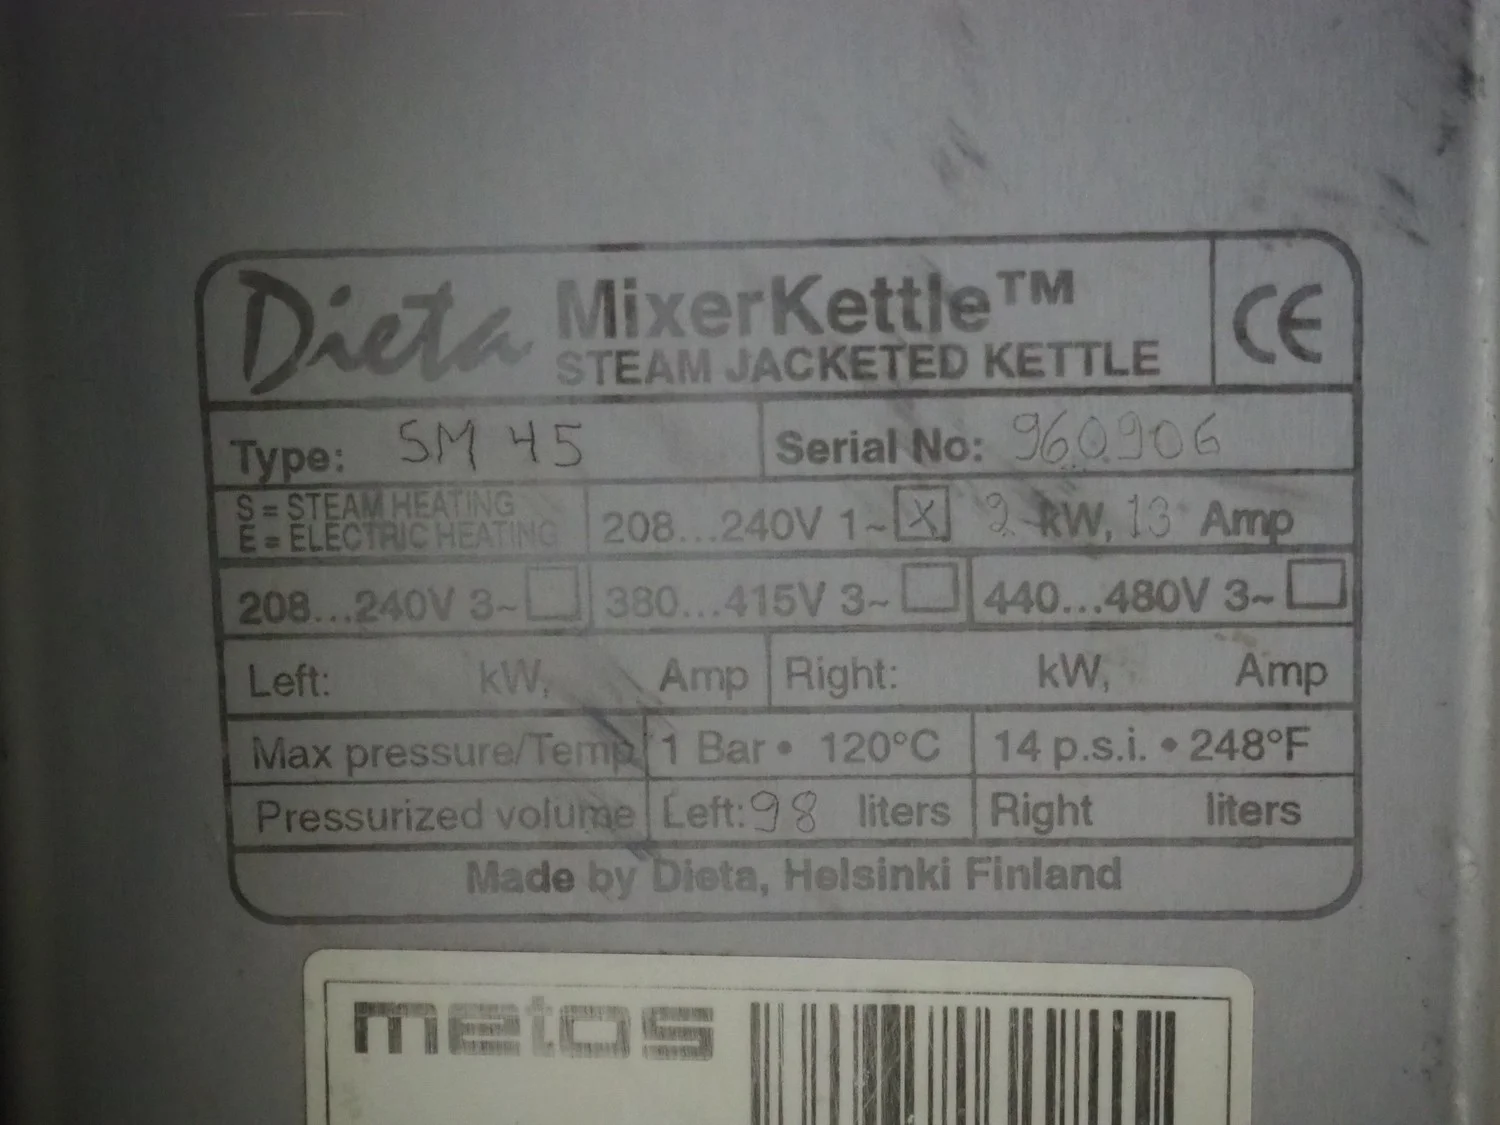 Dieta MixerKettle™
STEAM JACKETED KETTLE
CE
Type: SM 45 Serial No: 960906
S = STEAM HEATING
E = ELECTRIC HEATING
208...240V 1~ X 2 kW, 13 Amp
208...240V 3~ 380...415V 3~ 440...480V 3~
Left: kW, Amp Right: kW, Amp
Max pressure/Temp 1 Bar • 120°C 14 p.s.i. • 248°F
Pressurized volume Left: 98 liters Right liters
Made by Dieta, Helsinki Finland
metos